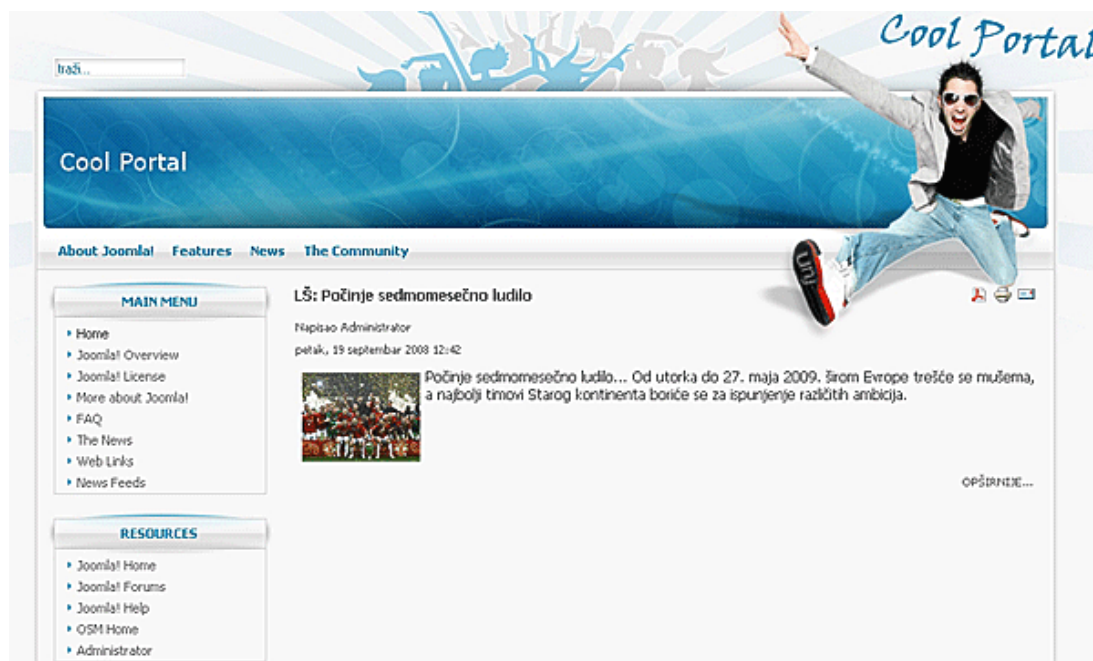 Cool Portal
traži...
Cool Portal
About Joomla! Features News The Community
MAIN MENU
Home
Joomla! Overview
Joomla! License
More about Joomla!
FAQ
The News
Web Links
News Feeds
RESOURCES
Joomla! Home
Joomla! Forums
Joomla! Help
OSM Home
Administrator
LŠ: Počinje sedmomesečno ludilo
Napisao Administrator
petak, 19 septembar 2008 12:42
Počinje sedmomesečno ludilo... Od utorka do 27. maja 2009. širom Evrope trešće se mušema,
a najbolji timovi Starog kontinenta boriće se za ispunjenje različitih ambicija.
OPŠIRNIJE...
UNI